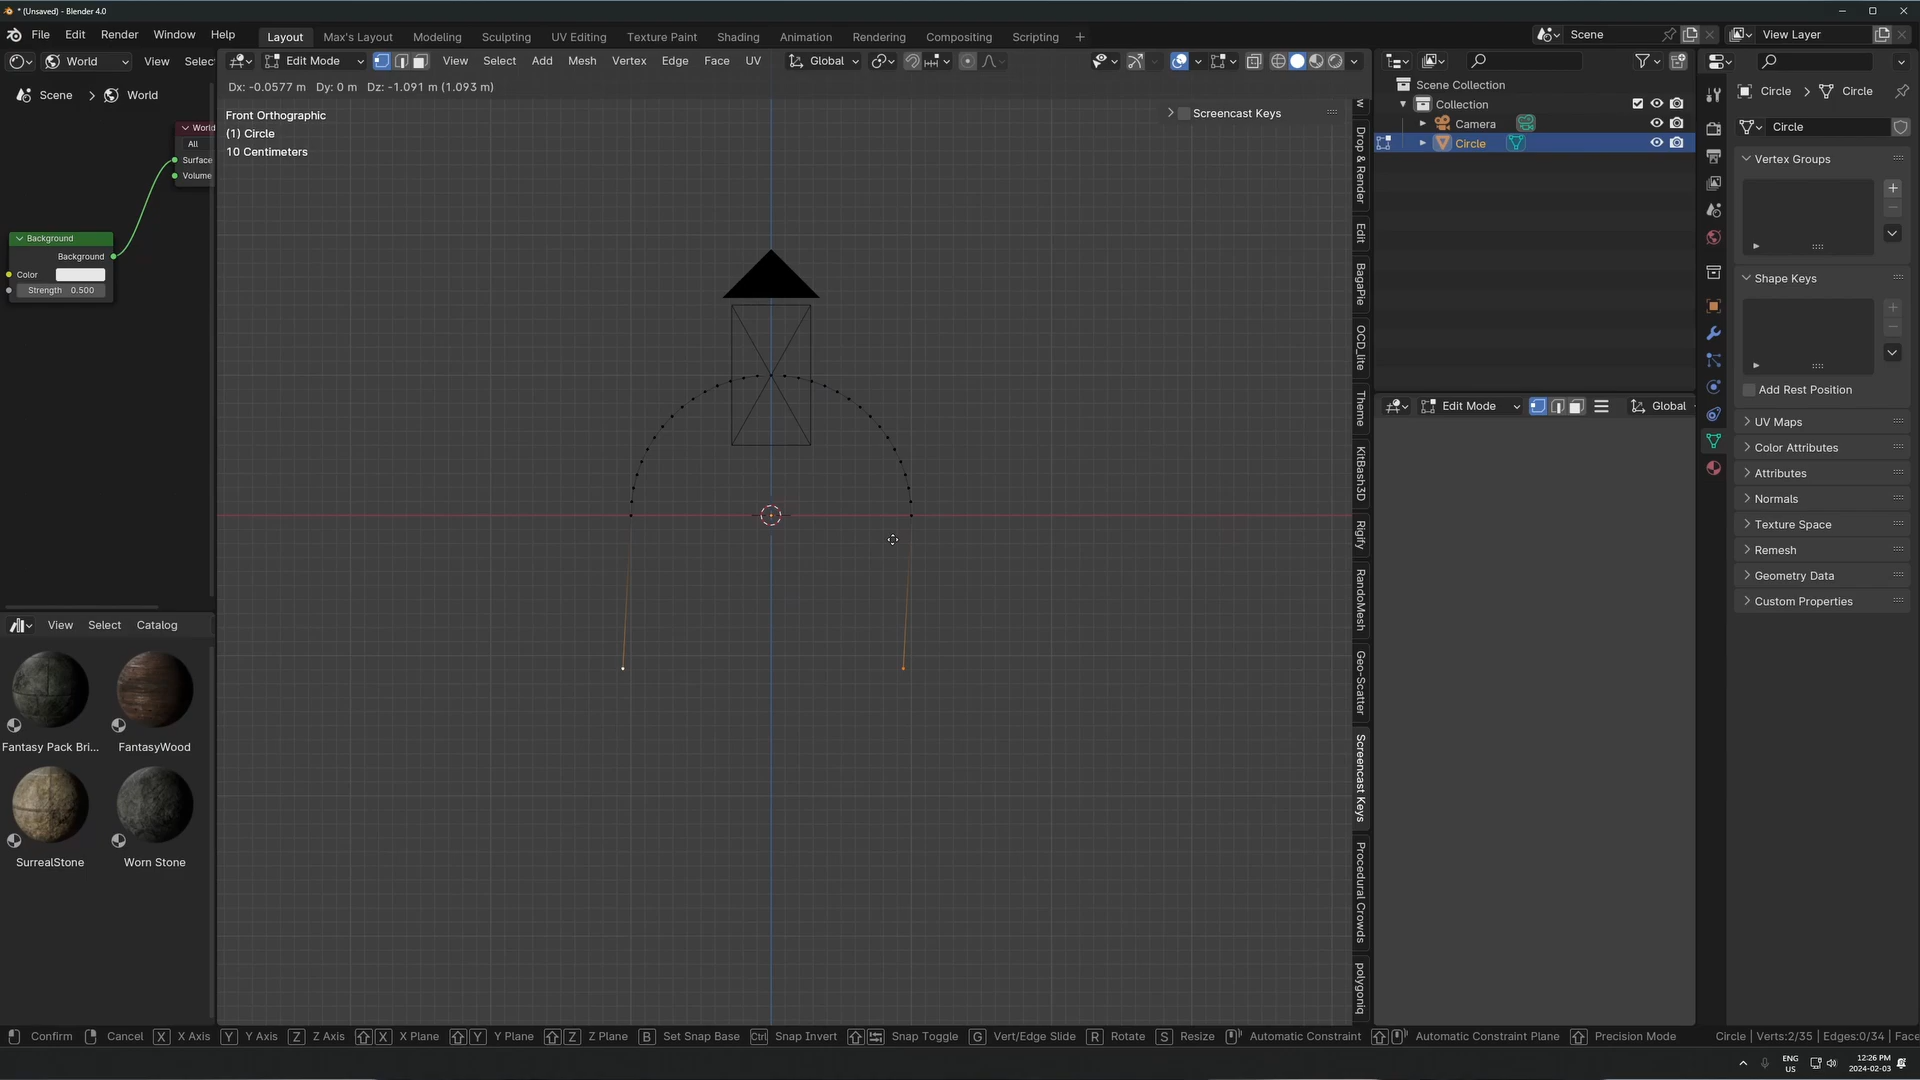 * (Unsaved) - Blender 4.0
File Edit Render Window Help
Layout Max's Layout Modeling Sculpting UV Editing Texture Paint Shading Animation Rendering Compositing Scripting +
Scene
View Layer
World View Select
Edit Mode View Select Add Mesh Vertex Edge Face UV Global
Dx: -0.0577 m Dy: 0 m Dz: -1.091 m (1.093 m)
Scene > World
Front Orthographic
(1) Circle
10 Centimeters
Screencast Keys
World
All
Surface
Volume
Background
Background
Color
Strength 0.500
View Select Catalog
Fantasy Pack Bri...
FantasyWood
SurrealStone
Worn Stone
Drop & Render
Edit
BagaPie
OCD_lite
Theme
KitBash3D
Rigify
RandoMesh
Geo-Scatter
Screencast Keys
Procedural Crowds
polygoniq
Scene Collection
Collection
Camera
Circle
Edit Mode
Global
Circle > Circle
Circle
Vertex Groups
Shape Keys
Add Rest Position
UV Maps
Color Attributes
Attributes
Normals
Texture Space
Remesh
Geometry Data
Custom Properties
Confirm Cancel X X Axis Y Y Axis Z Z Axis X X Plane Y Y Plane Z Z Plane B Set Snap Base Ctrl Snap Invert Snap Toggle G Vert/Edge Slide R Rotate S Resize Automatic Constraint Automatic Constraint Plane Precision Mode
Circle | Verts:2/35 | Edges:0/34 | Face
ENG
US
12:26 PM
2024-02-03